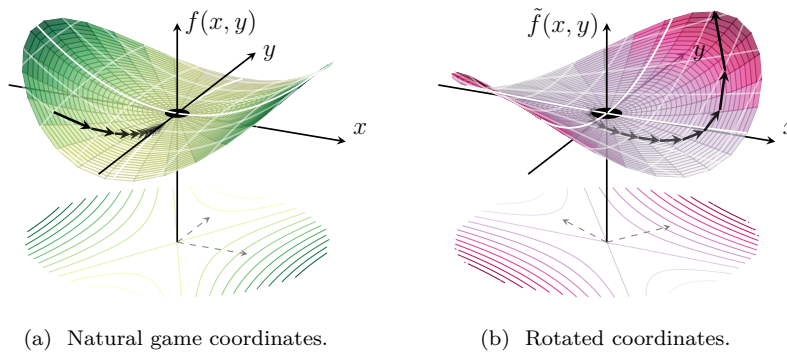 f(x, y)
y
x
(a) Natural game coordinates.
f̃(x, y)
y
x
(b) Rotated coordinates.